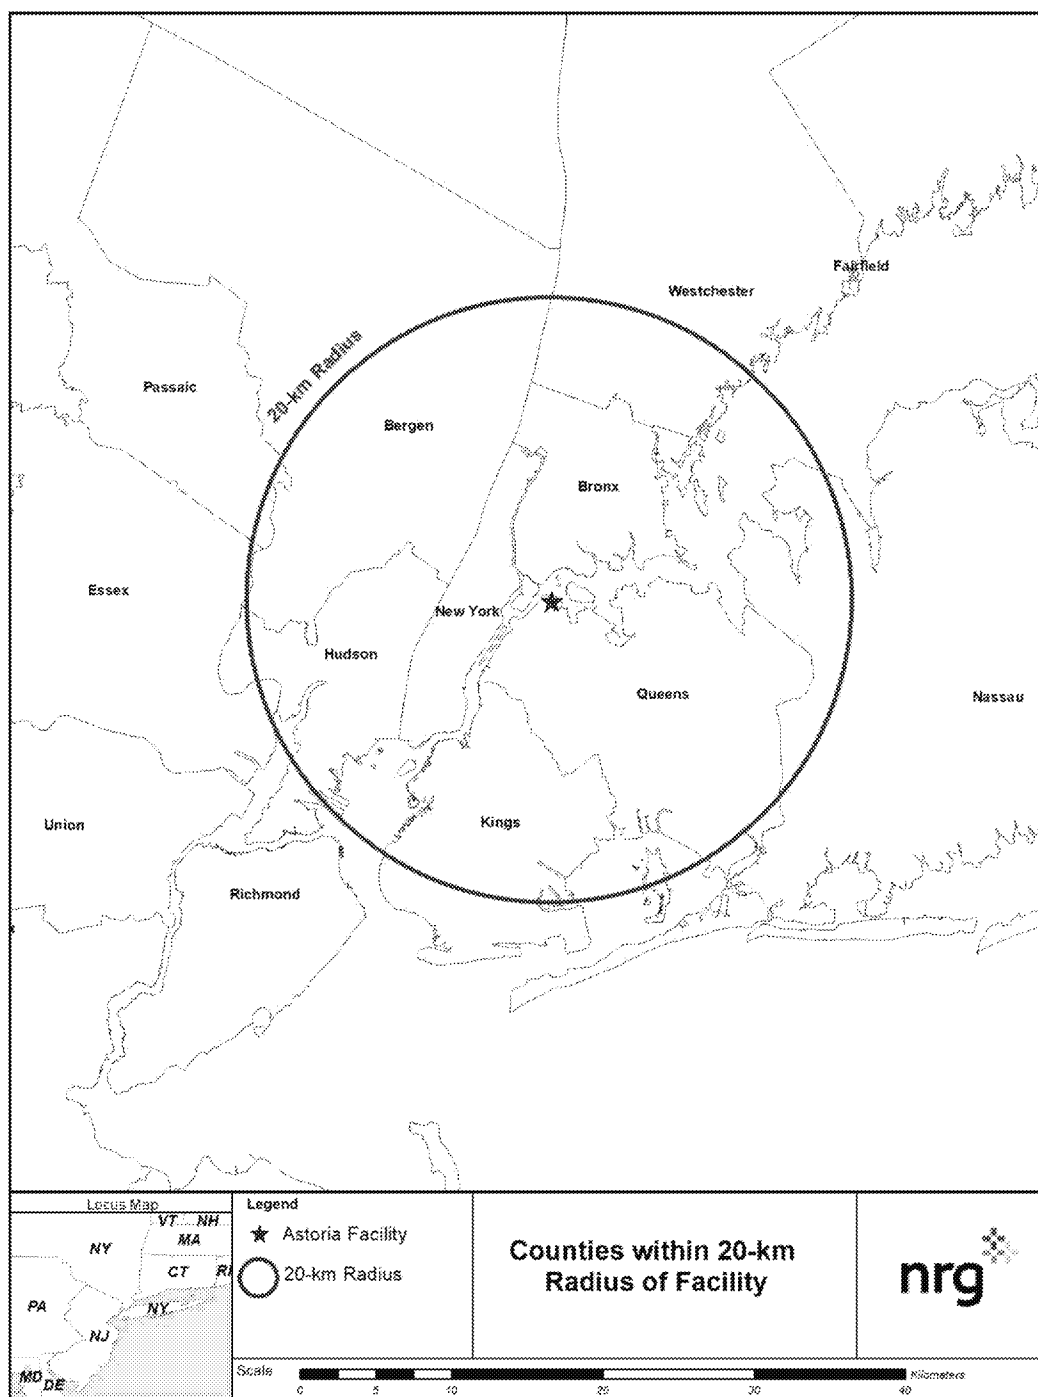 Fairfield
Westchester
20-km Radius
Passaic
Bergen
Bronx
Essex
New York
Hudson
Queens
Nassau
Union
Kings
Richmond
Locus Map
VT NH
NY
MA
CT RI
PA
NY
NJ
MD
DE
Legend
Astoria Facility
20-km Radius
Counties within 20-km
Radius of Facility
nrg
Scale
Kilometers
0 5 10 20 30 40